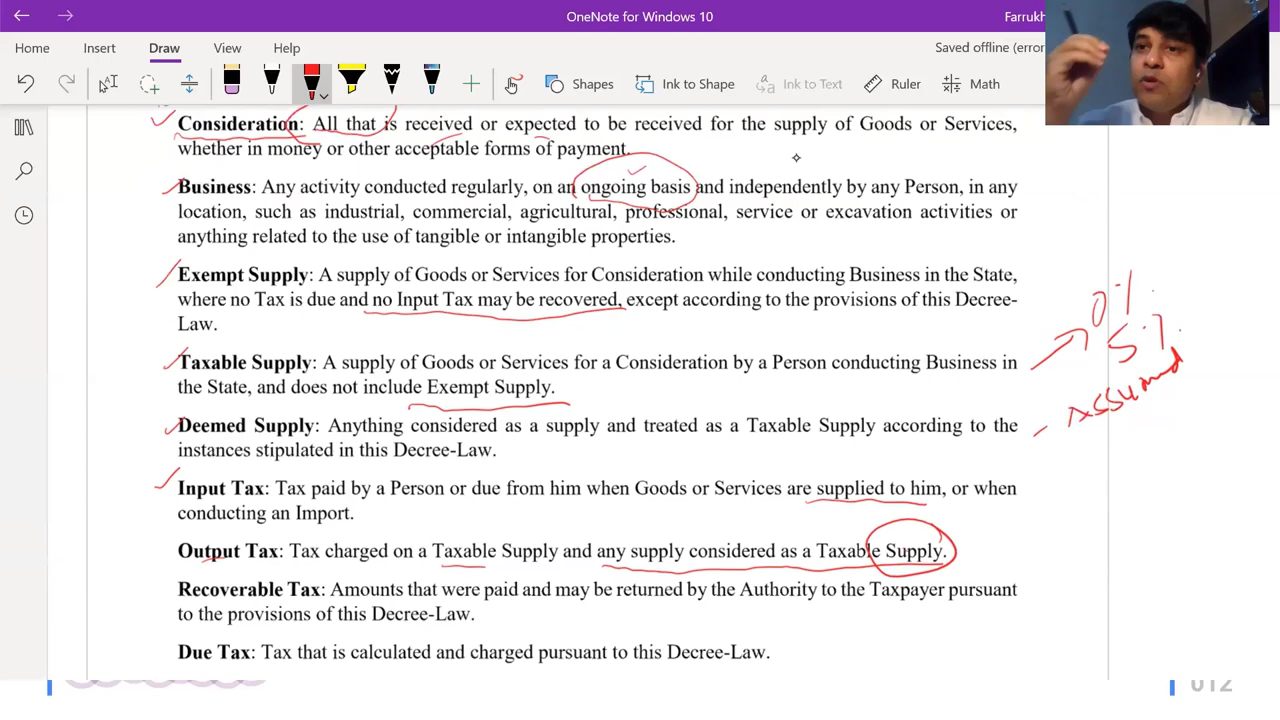 OneNote for Windows 10
Farrukh
Home Insert Draw View Help
Saved offline (error
Shapes Ink to Shape Ink to Text Ruler Math
Consideration: All that is received or expected to be received for the supply of Goods or Services,
whether in money or other acceptable forms of payment.
Business: Any activity conducted regularly, on an ongoing basis and independently by any Person, in any
location, such as industrial, commercial, agricultural, professional, service or excavation activities or
anything related to the use of tangible or intangible properties.
Exempt Supply: A supply of Goods or Services for Consideration while conducting Business in the State,
where no Tax is due and no Input Tax may be recovered, except according to the provisions of this Decree-
Law.
0%
5%
Taxable Supply: A supply of Goods or Services for a Consideration by a Person conducting Business in
the State, and does not include Exempt Supply.
Assumed
Deemed Supply: Anything considered as a supply and treated as a Taxable Supply according to the
instances stipulated in this Decree-Law.
Input Tax: Tax paid by a Person or due from him when Goods or Services are supplied to him, or when
conducting an Import.
Output Tax: Tax charged on a Taxable Supply and any supply considered as a Taxable Supply.
Recoverable Tax: Amounts that were paid and may be returned by the Authority to the Taxpayer pursuant
to the provisions of this Decree-Law.
Due Tax: Tax that is calculated and charged pursuant to this Decree-Law.
012